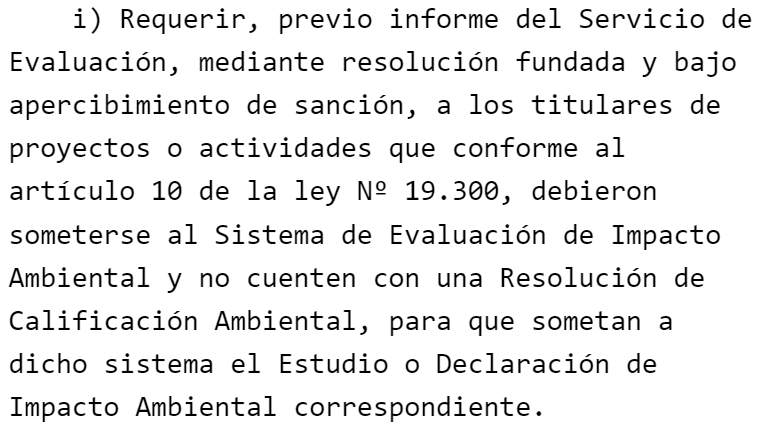 i) Requerir, previo informe del Servicio de
Evaluación, mediante resolución fundada y bajo
apercibimiento de sanción, a los titulares de
proyectos o actividades que conforme al
artículo 10 de la ley Nº 19.300, debieron
someterse al Sistema de Evaluación de Impacto
Ambiental y no cuenten con una Resolución de
Calificación Ambiental, para que sometan a
dicho sistema el Estudio o Declaración de
Impacto Ambiental correspondiente.